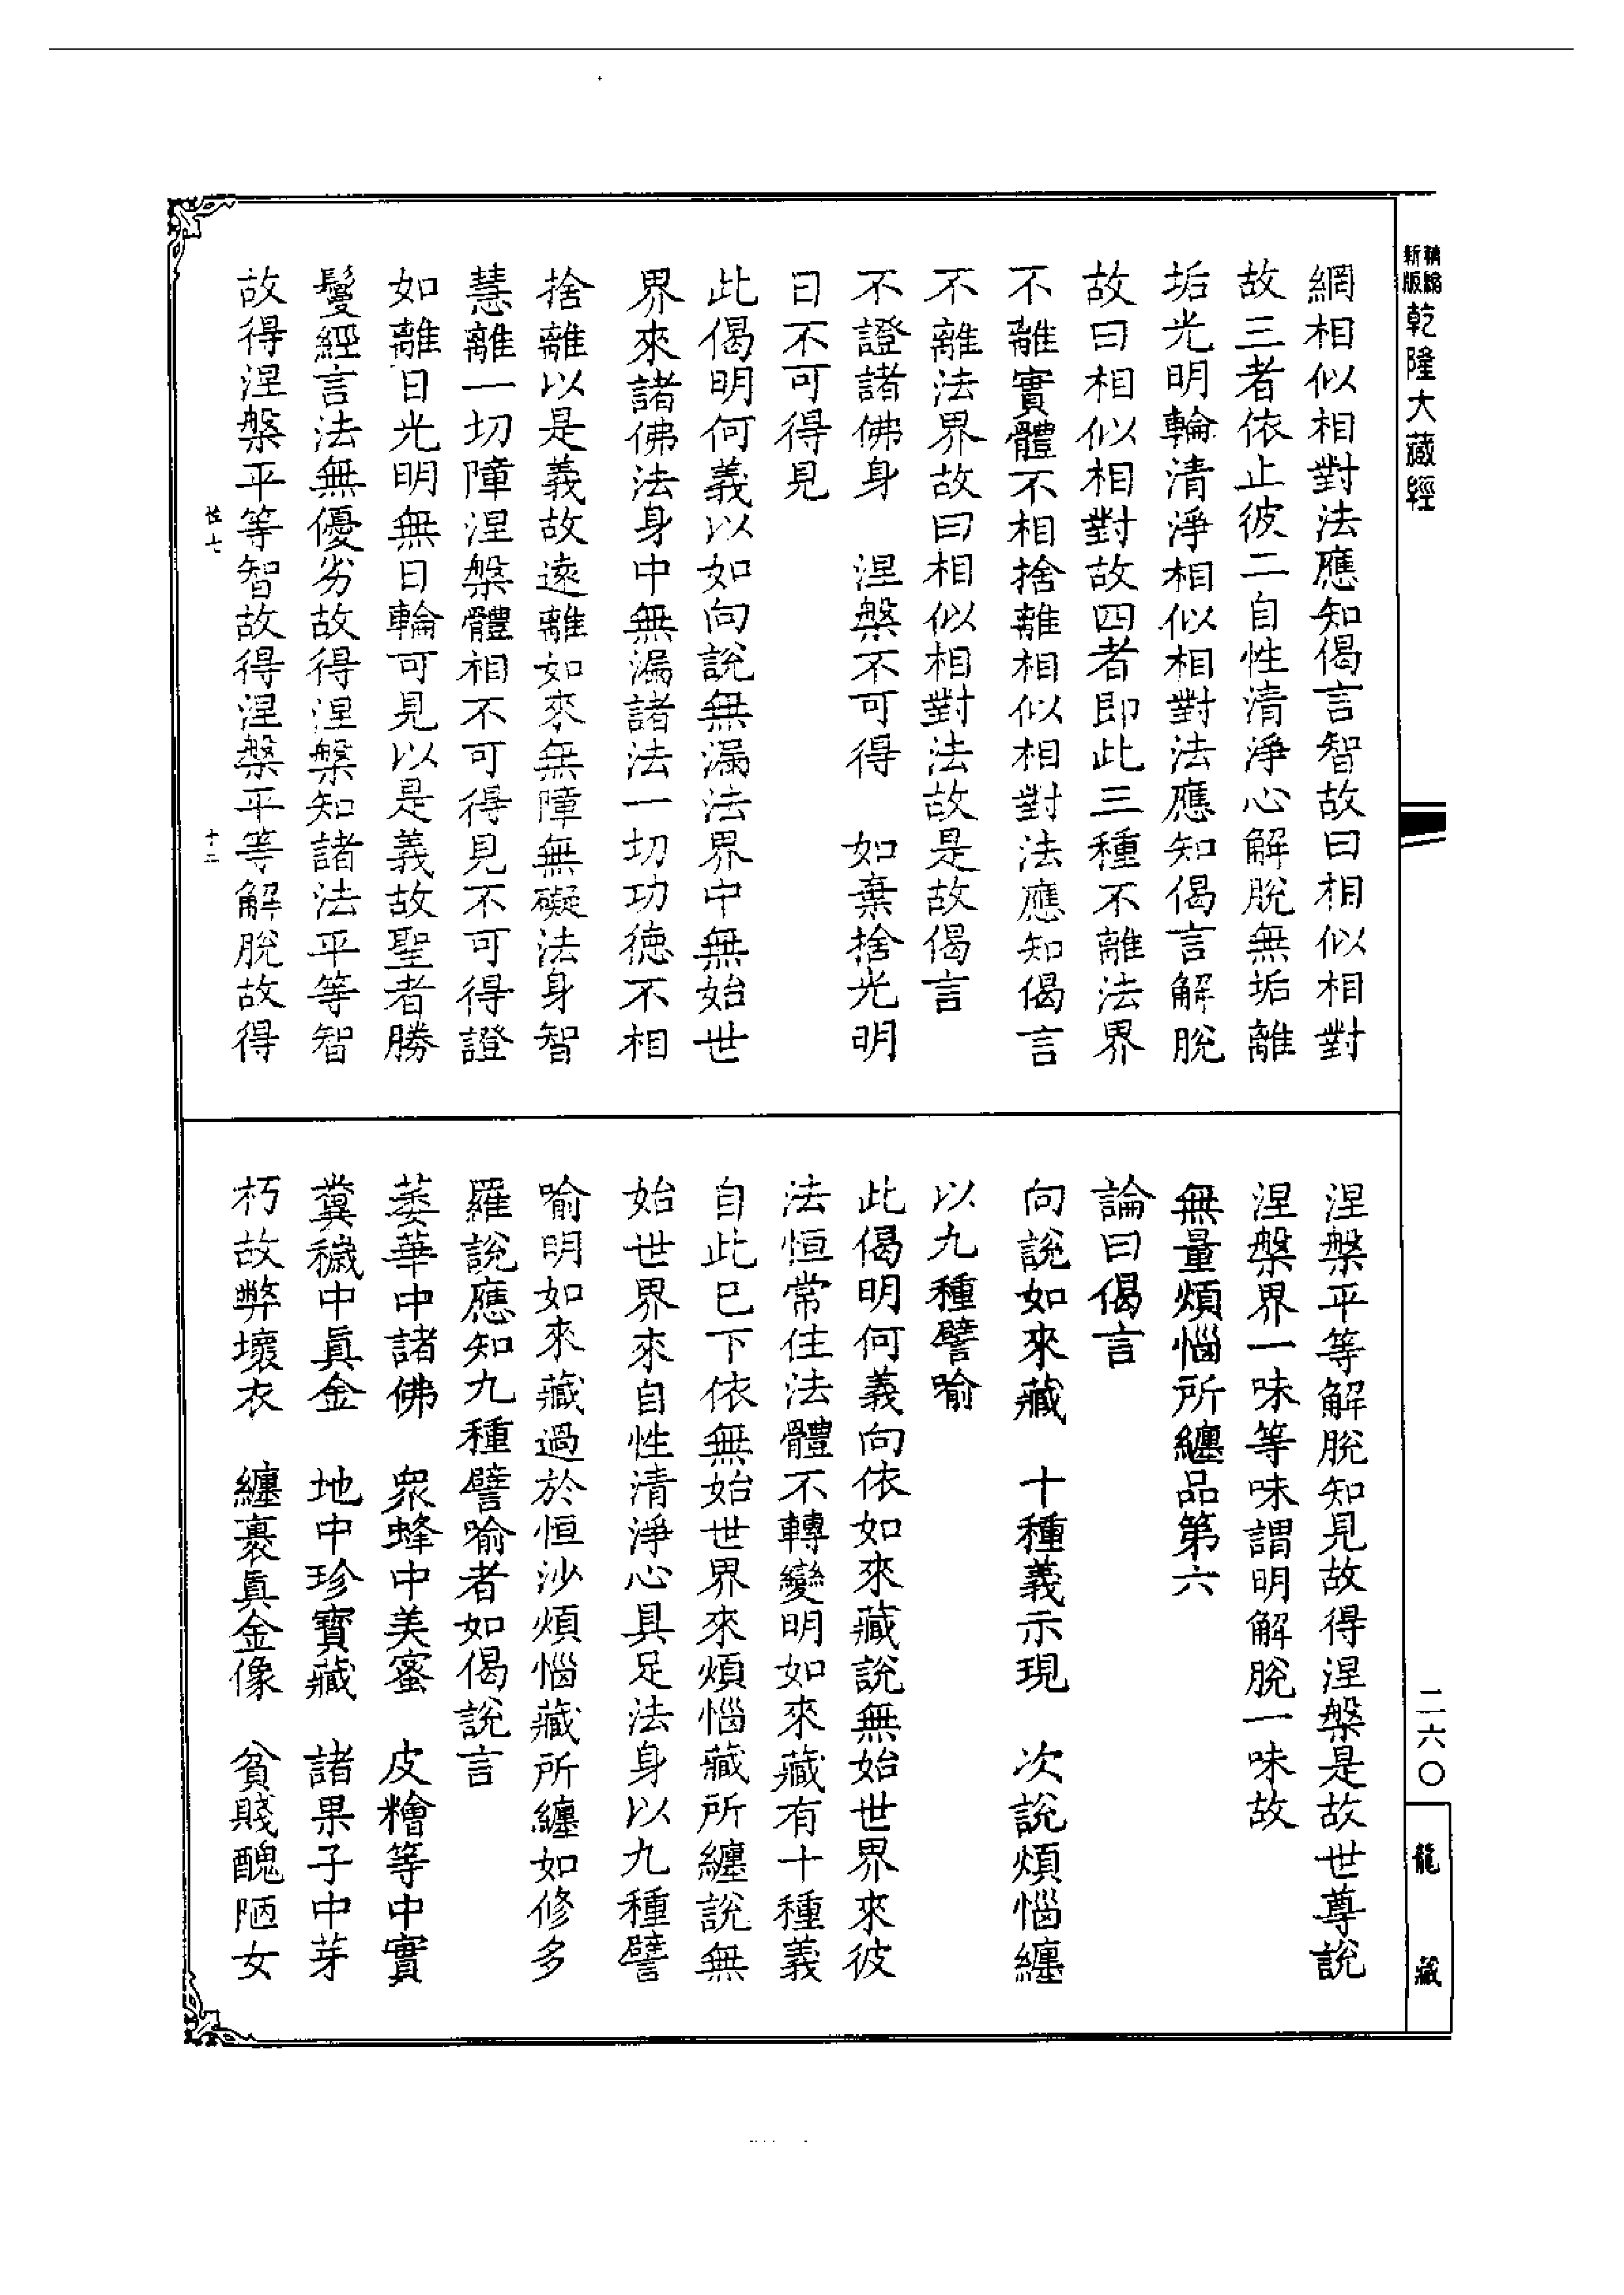 精縮
新版
乾隆大藏經
網相似相對法應知偈言智故曰相似相對
故三者依止彼二自性清淨心解脫無垢離
垢光明輪清淨相似相對法應知偈言解脫
故曰相似相對故四者即此三種不離法界
不離實體不相捨離相似相對法應知偈言
不離法界故曰相似相對法故是故偈言
不證諸佛身　涅槃不可得　如棄捨光明
日不可得見
此偈明何義以如向說無漏法界中無始世
界來諸佛法身中無漏諸法一切功德不相
捨離以是義故遠離如來無障無礙法身智
慧離一切障涅槃體相不可得見不可得證
如離日光明無日輪可見以是義故聖者勝
鬘經言法無優劣故得涅槃知諸法平等智
故得涅槃平等智故得涅槃平等解脫故得
性七
十二
涅槃平等解脫知見故得涅槃是故世尊說
涅槃界一味等味謂明解脫一味故
無量煩惱所纏品第六
論曰偈言
向說如來藏　十種義示現　次說煩惱纏
以九種譬喻
此偈明何義向依如來藏說無始世界來彼
法恒常住法體不轉變明如來藏有十種義
自此已下依無始世界來煩惱藏所纏說無
始世界來自性清淨心具足法身以九種譬
喻明如來藏過於恒沙煩惱藏所纏如修多
羅說應知九種譬喻者如偈說言
萎華中諸佛　眾蜂中美蜜　皮糩等中實
糞穢中真金　地中珍寶藏　諸果子中芽
朽故弊壞衣　纏裹真金像　貧賤醜陋女
二六〇
龍藏